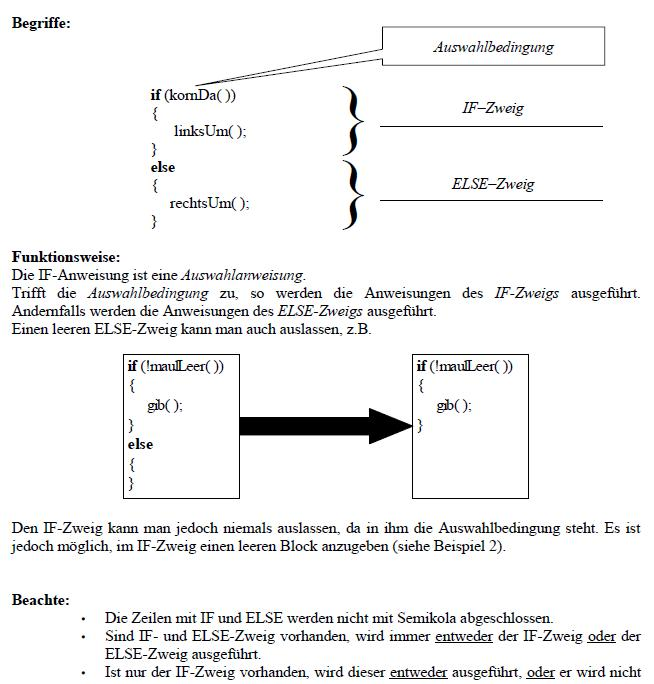 Begriffe:
Auswahlbedingung
if (kornDa( ))
{
linksUm( );
}
else
{
rechtsUm( );
}
IF–Zweig
ELSE–Zweig
Funktionsweise:
Die IF-Anweisung ist eine Auswahlanweisung.
Trifft die Auswahlbedingung zu, so werden die Anweisungen des IF-Zweigs ausgeführt.
Andernfalls werden die Anweisungen des ELSE-Zweigs ausgeführt.
Einen leeren ELSE-Zweig kann man auch auslassen, z.B.
if (!maulLeer( ))
{
gib( );
}
else
{
}
if (!maulLeer( ))
{
gib( );
}
Den IF-Zweig kann man jedoch niemals auslassen, da in ihm die Auswahlbedingung steht. Es ist
jedoch möglich, im IF-Zweig einen leeren Block anzugeben (siehe Beispiel 2).
Beachte:
• Die Zeilen mit IF und ELSE werden nicht mit Semikola abgeschlossen.
• Sind IF- und ELSE-Zweig vorhanden, wird immer entweder der IF-Zweig oder der
ELSE-Zweig ausgeführt.
• Ist nur der IF-Zweig vorhanden, wird dieser entweder ausgeführt, oder er wird nicht